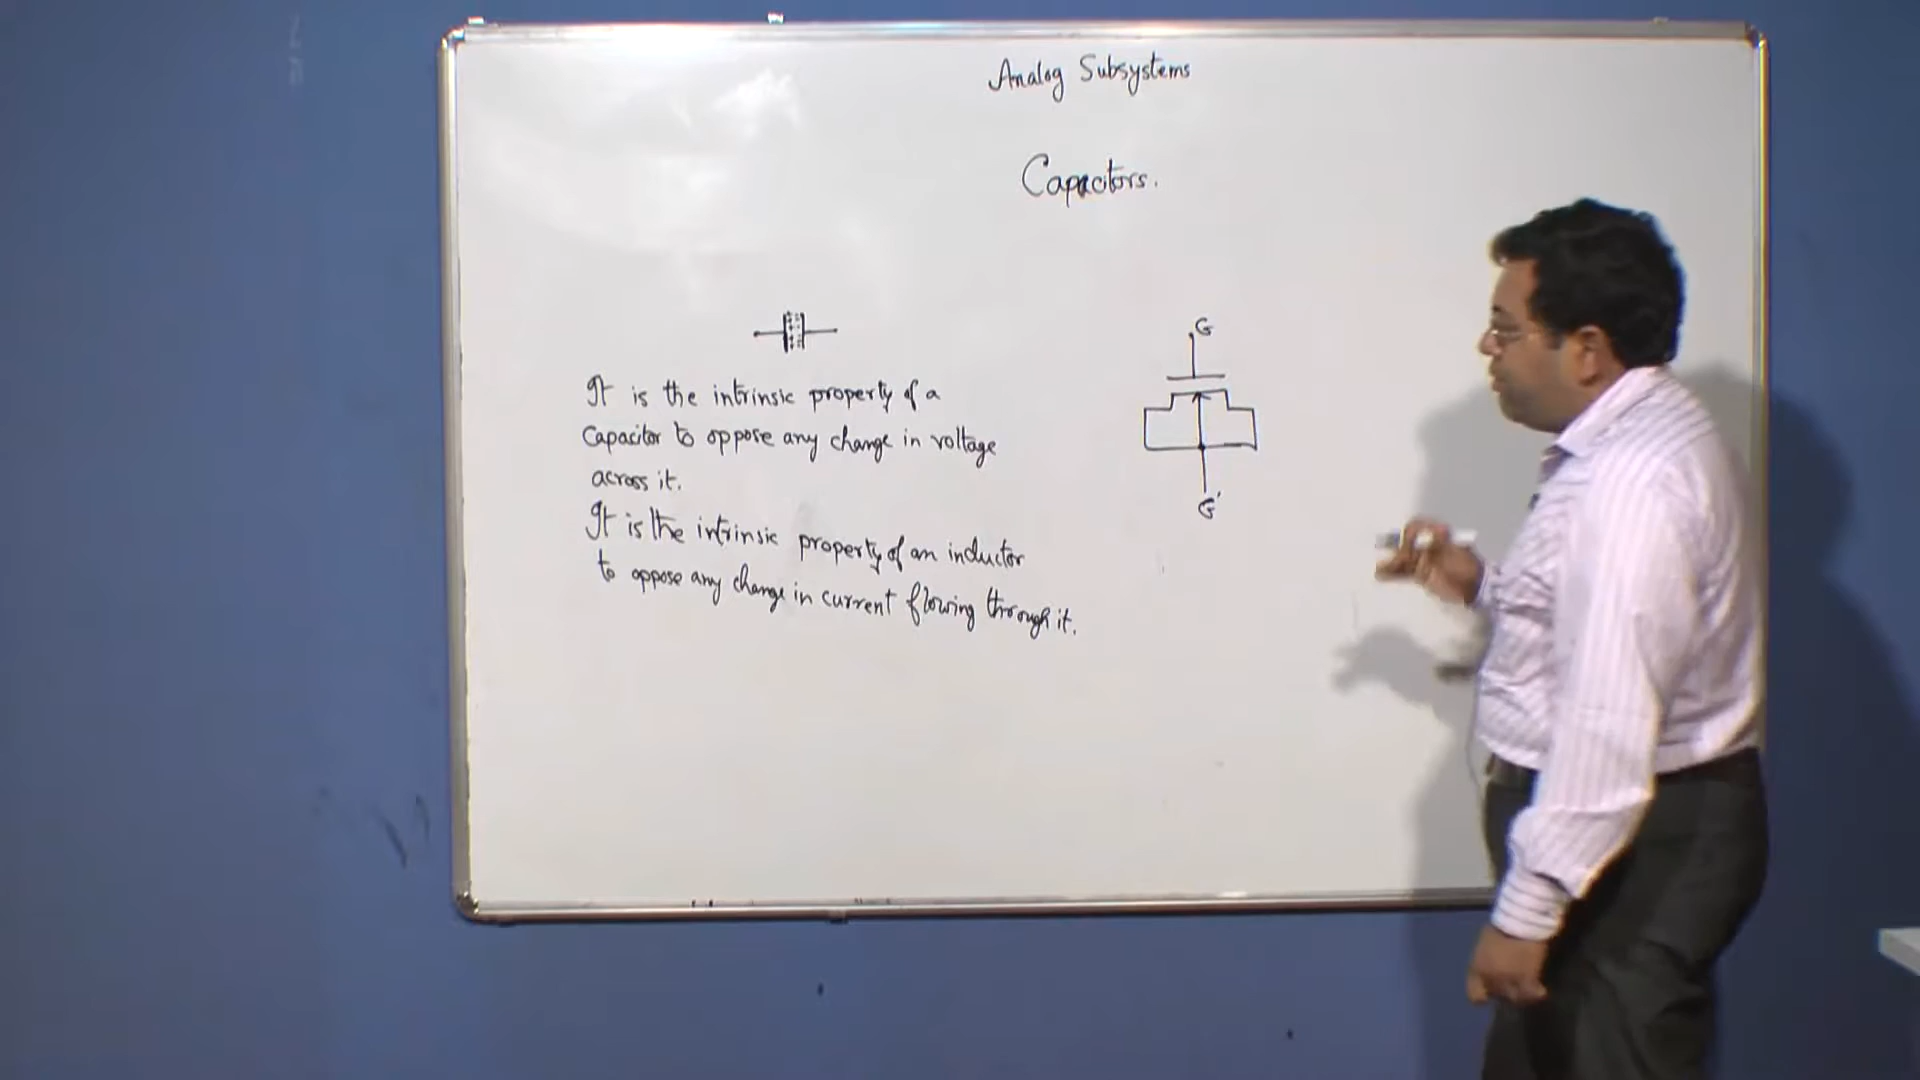 Analog Subsystems
Capacitors.
It is the intrinsic property of a
Capacitor to oppose any change in voltage
across it.
It is the intrinsic property of an inductor
to oppose any change in current flowing through it.
G
G'